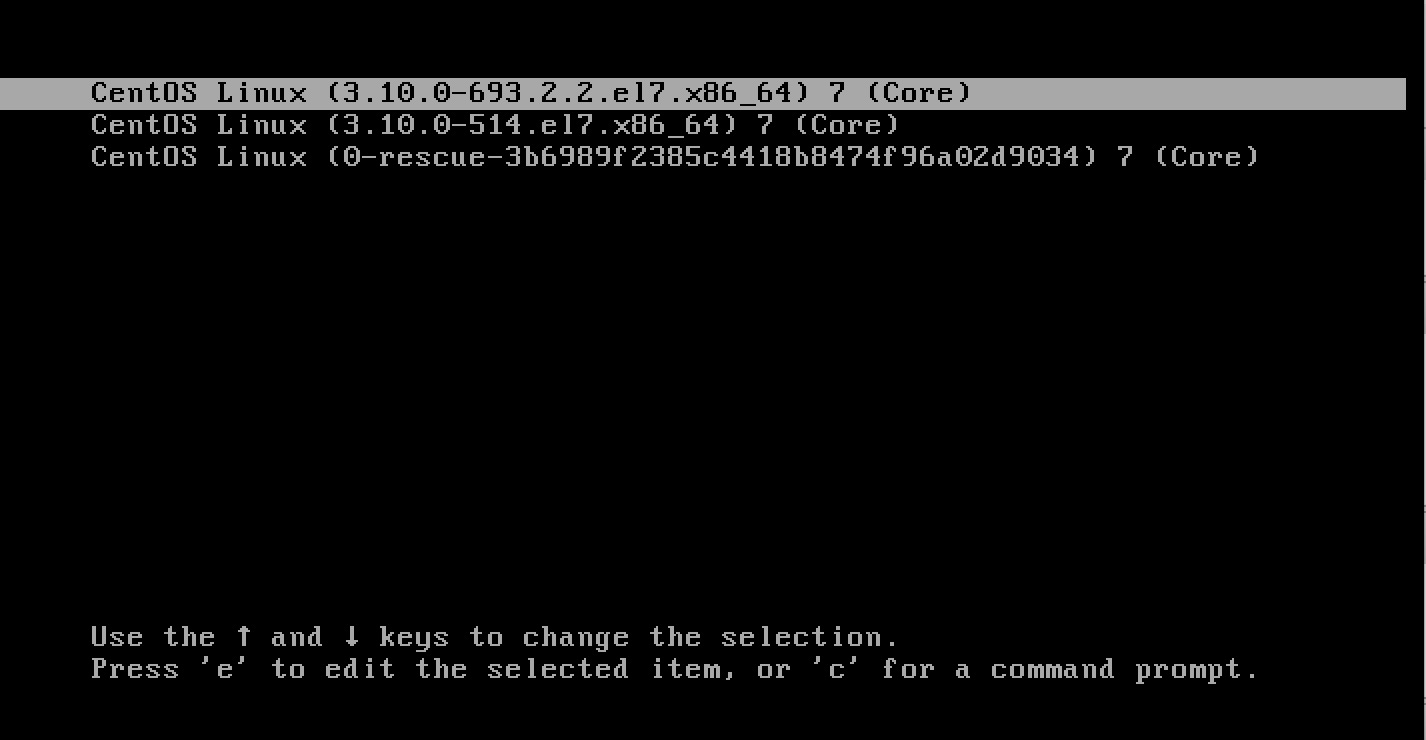 CentOS Linux (3.10.0-693.2.2.el7.x86_64) 7 (Core)
CentOS Linux (3.10.0-514.el7.x86_64) 7 (Core)
CentOS Linux (0-rescue-3b6989f2385c4418b8474f96a02d9034) 7 (Core)
Use the ↑ and ↓ keys to change the selection.
Press 'e' to edit the selected item, or 'c' for a command prompt.